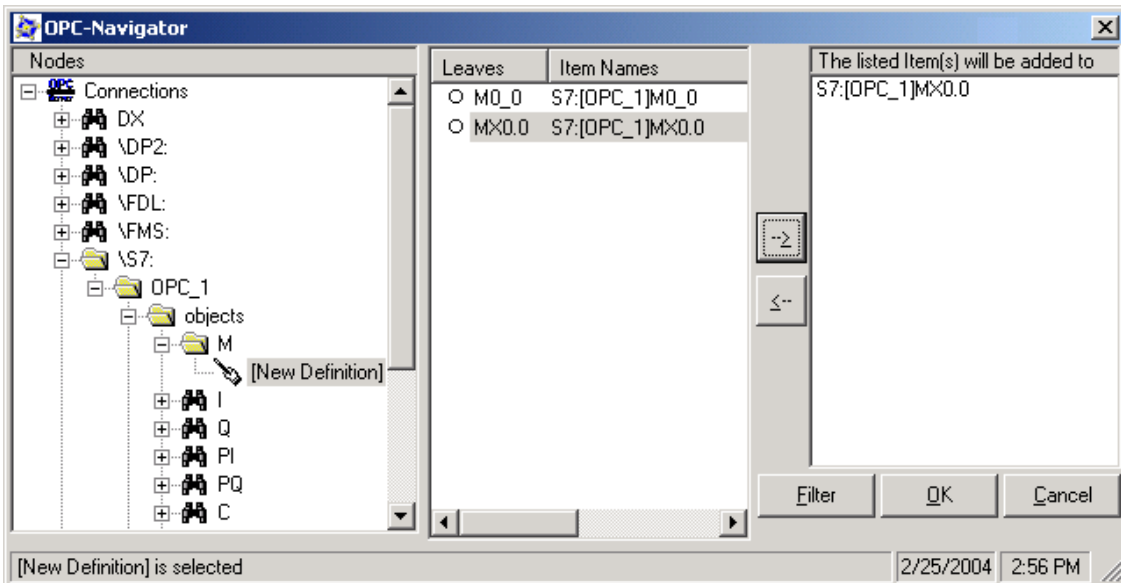 OPC-Navigator
Nodes
Connections
DX
\DP2:
\DP:
\FDL:
\FMS:
\S7:
OPC_1
objects
M
[New Definition]
I
Q
PI
PQ
C
Leaves Item Names
M0_0 S7:[OPC_1]M0_0
MX0.0 S7:[OPC_1]MX0.0
-->
<--
The listed Item(s) will be added to
S7:[OPC_1]MX0.0
Filter OK Cancel
[New Definition] is selected 2/25/2004 2:56 PM